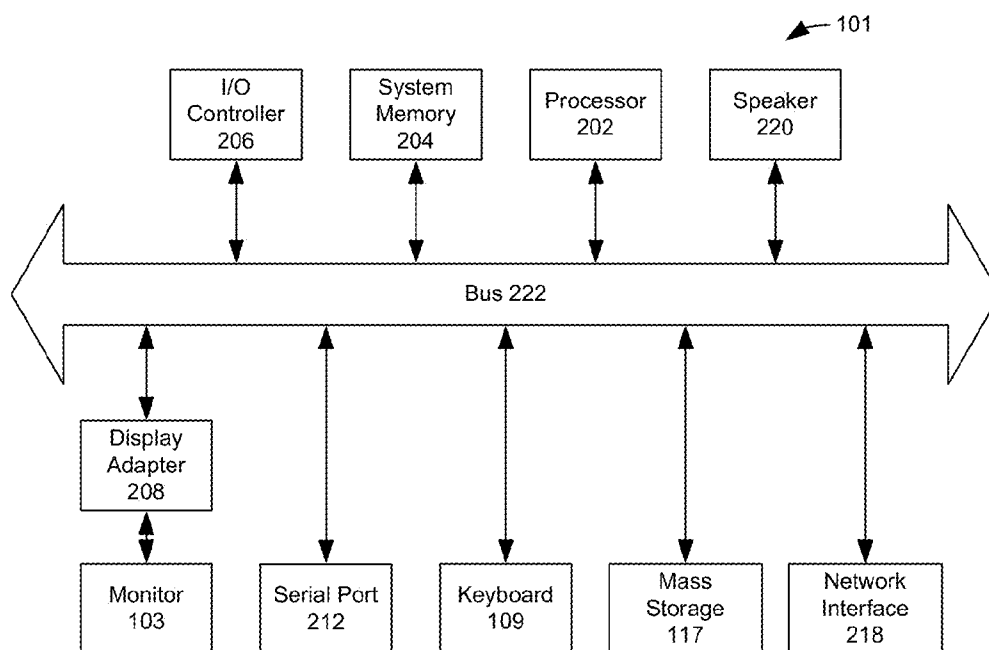 101
I/O
Controller
206
System
Memory
204
Processor
202
Speaker
220
Bus 222
Display
Adapter
208
Monitor
103
Serial Port
212
Keyboard
109
Mass
Storage
117
Network
Interface
218